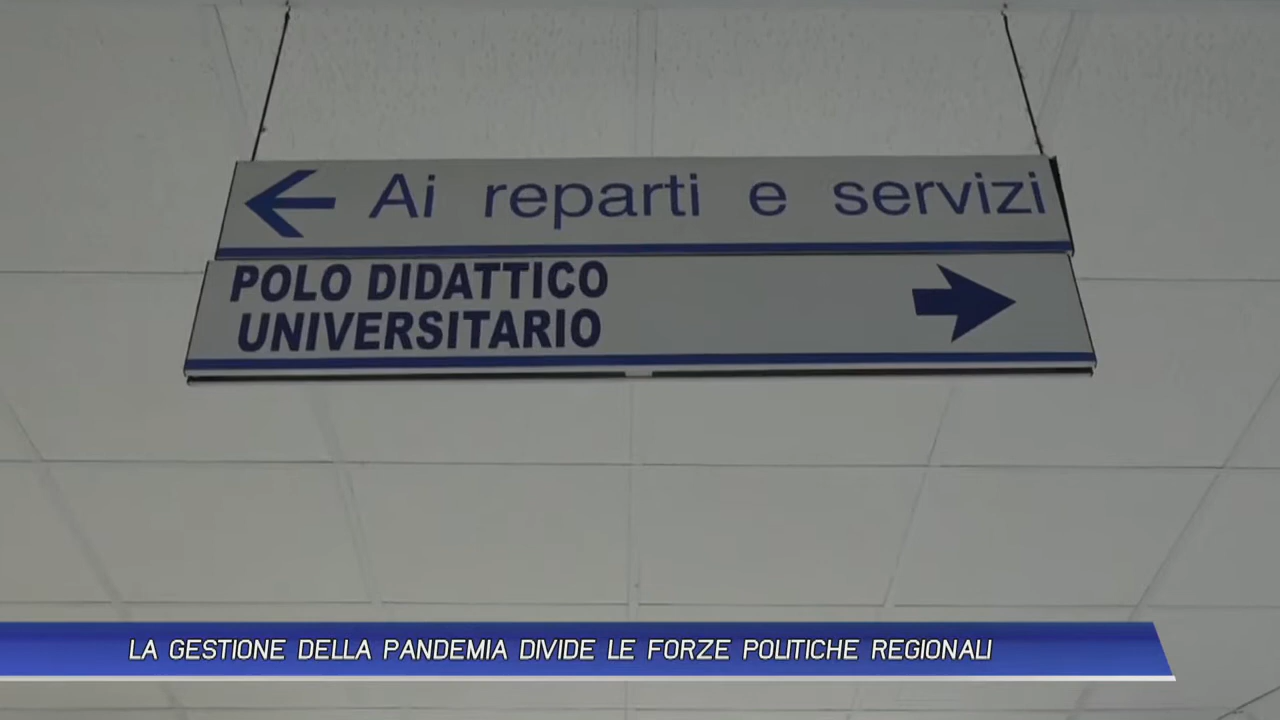 Ai reparti e servizi
POLO DIDATTICO
UNIVERSITARIO
LA GESTIONE DELLA PANDEMIA DIVIDE LE FORZE POLITICHE REGIONALI